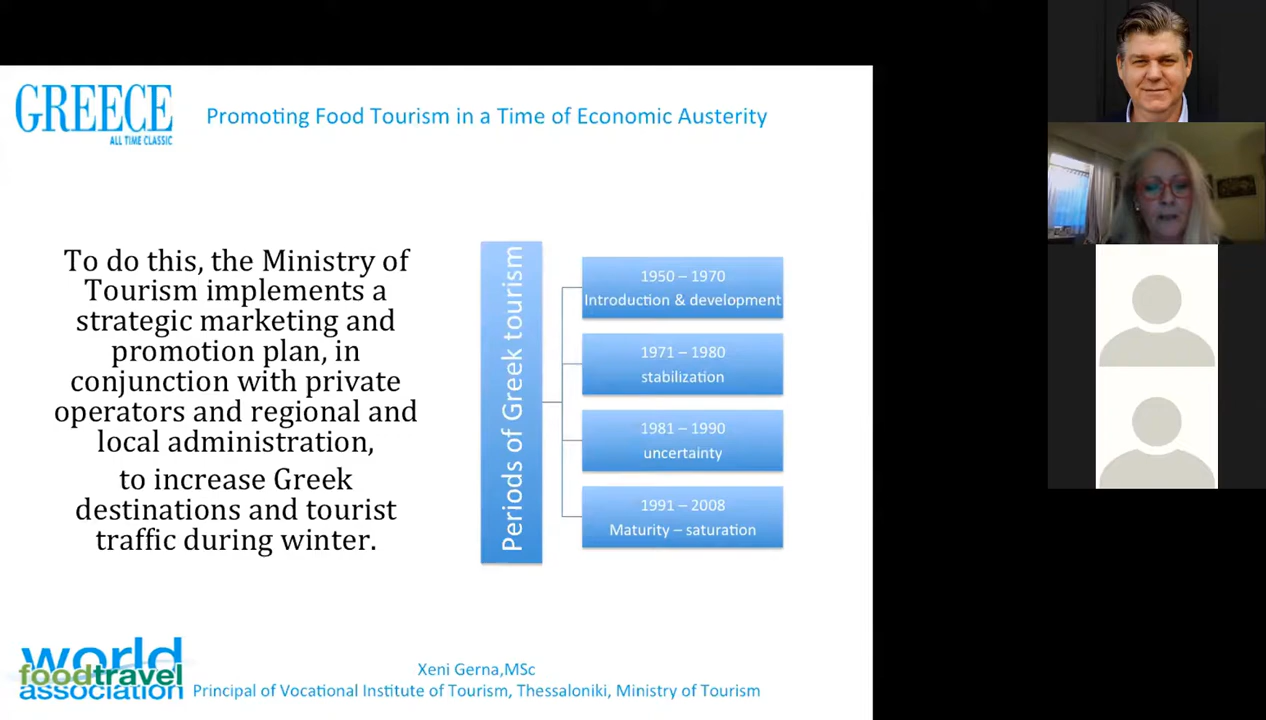 GREECE
ALL TIME CLASSIC
Promoting Food Tourism in a Time of Economic Austerity
To do this, the Ministry of
Tourism implements a
strategic marketing and
promotion plan, in
conjunction with private
operators and regional and
local administration,
to increase Greek
destinations and tourist
traffic during winter.
Periods of Greek tourism
1950 – 1970
Introduction & development
1971 – 1980
stabilization
1981 – 1990
uncertainty
1991 – 2008
Maturity – saturation
world
foodtravel
association
Xeni Gerna,MSc
Principal of Vocational Institute of Tourism, Thessaloniki, Ministry of Tourism